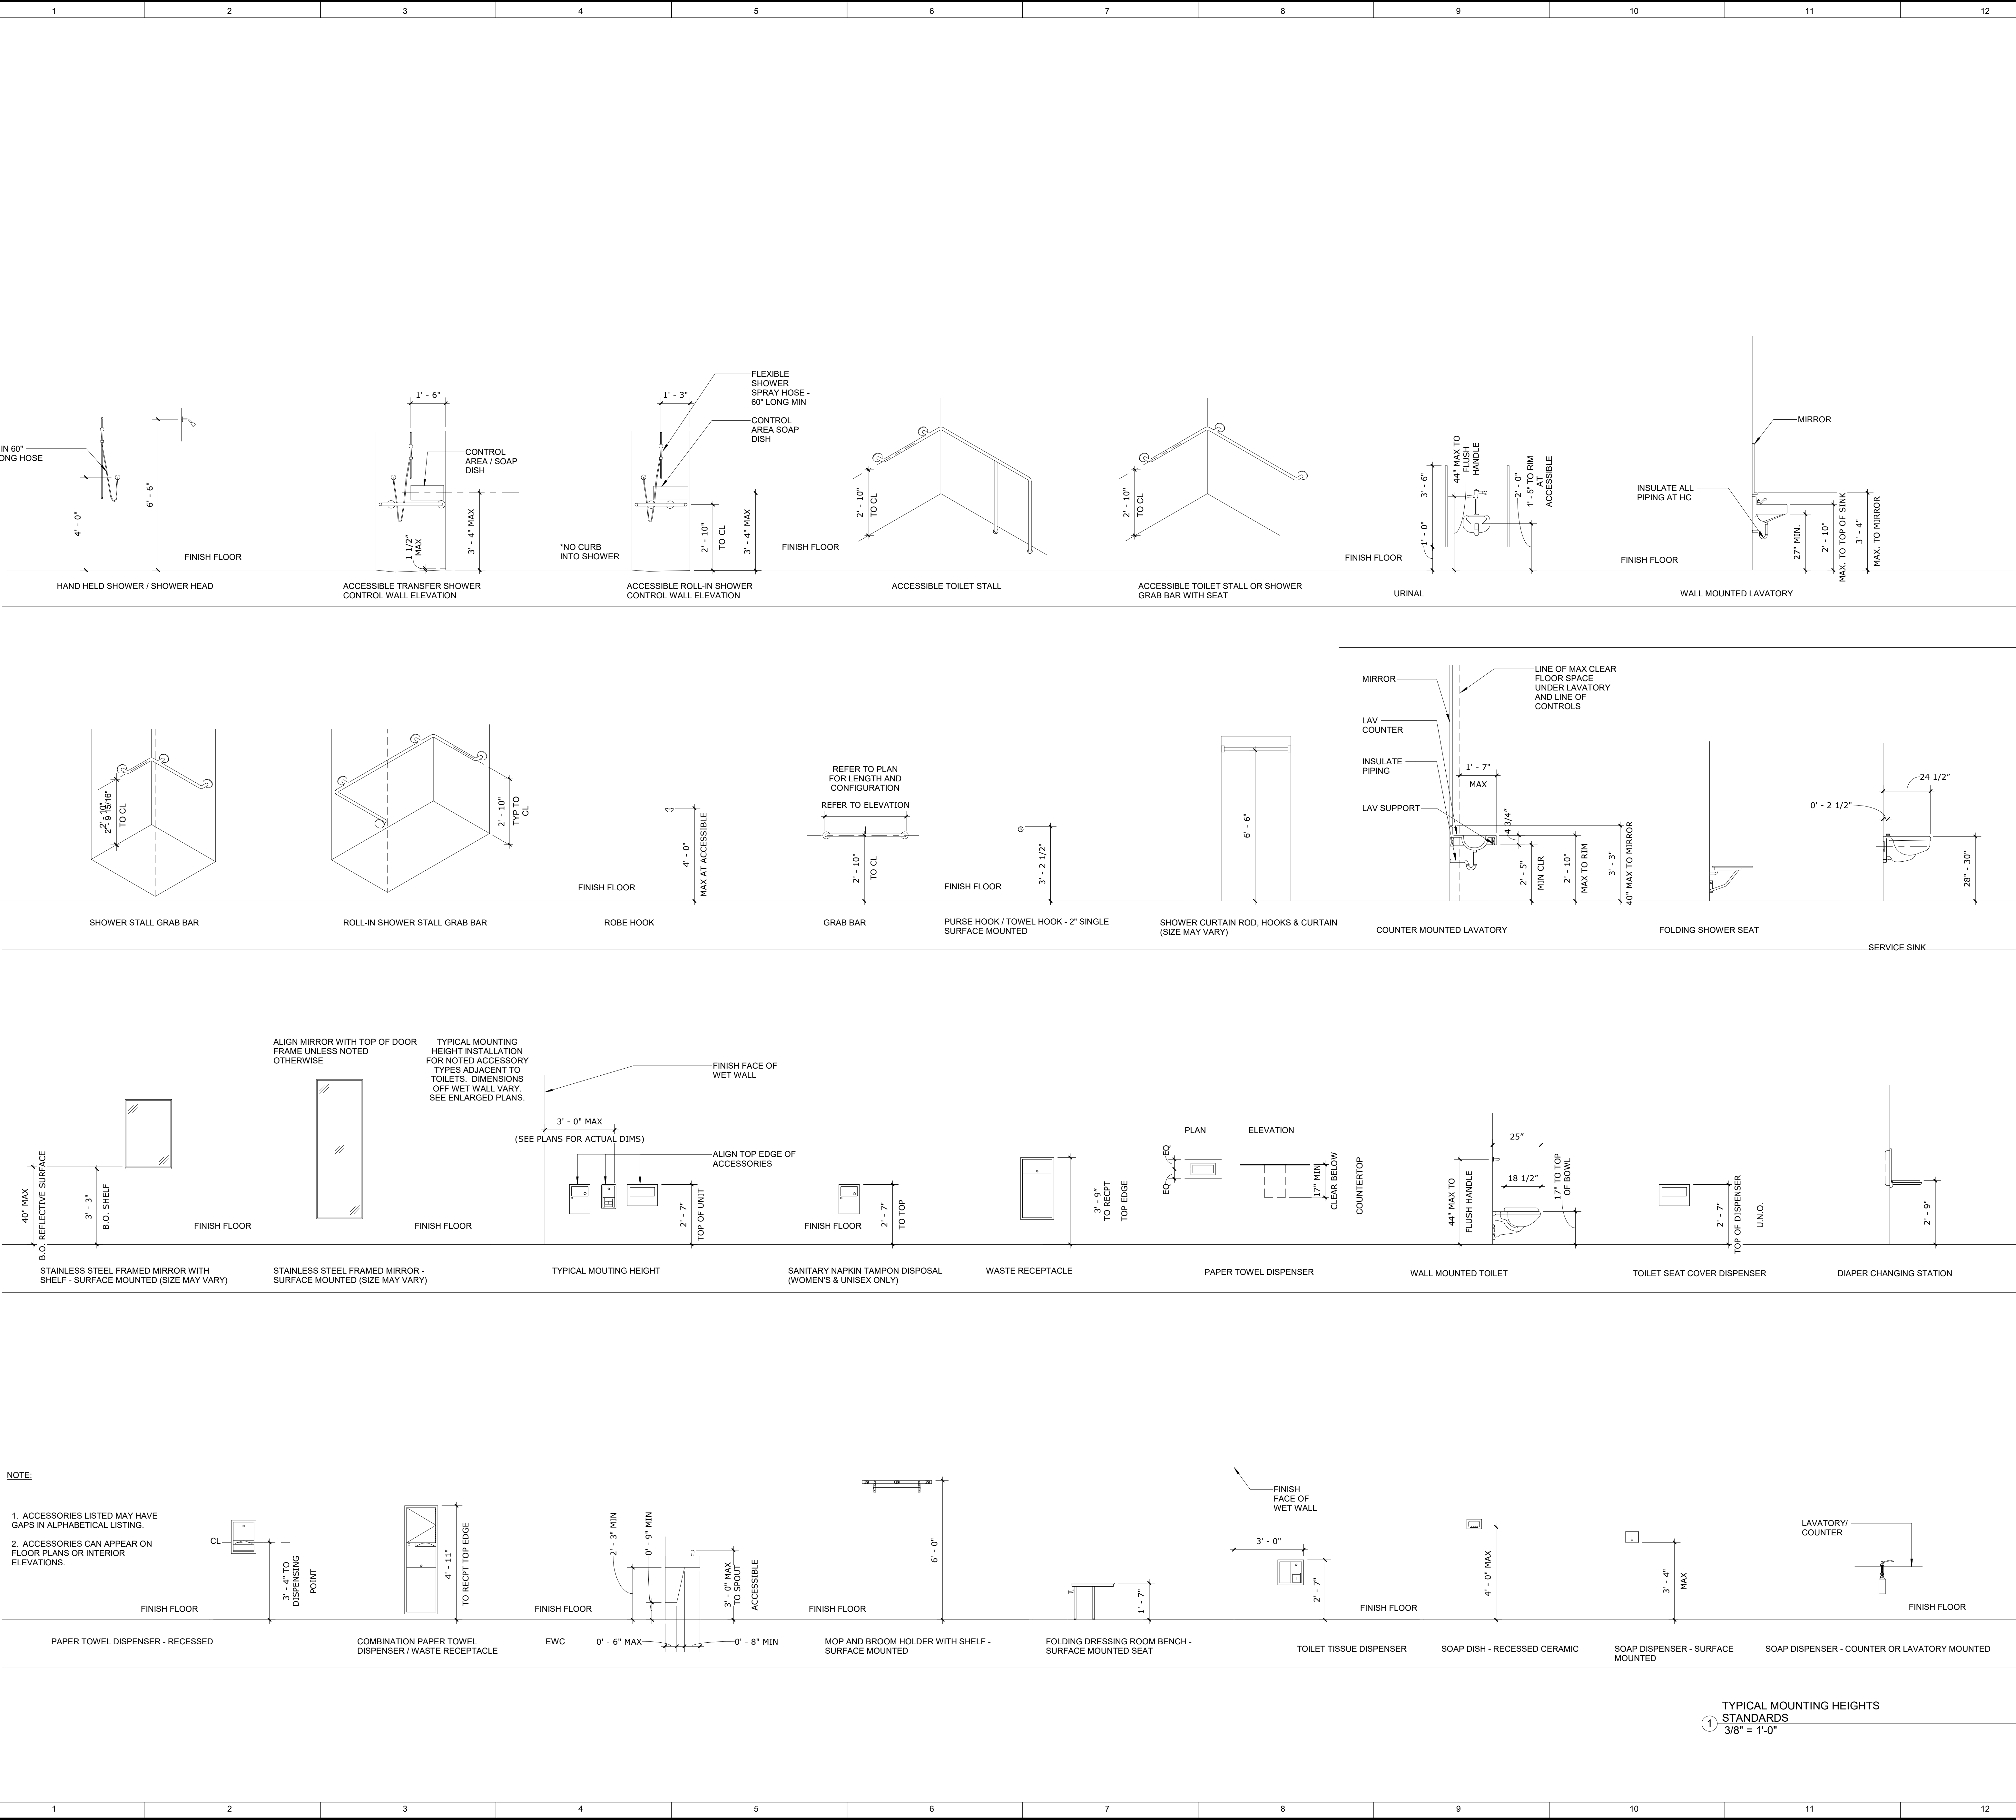 1 2 3 4 5 6 7 8 9 10 11 12
IN 60"
ONG HOSE
4' - 0"
6' - 6"
FINISH FLOOR
HAND HELD SHOWER / SHOWER HEAD
1' - 6"
CONTROL
AREA / SOAP
DISH
1 1/2"
MAX
3' - 4" MAX
ACCESSIBLE TRANSFER SHOWER
CONTROL WALL ELEVATION
1' - 3"
FLEXIBLE
SHOWER
SPRAY HOSE -
60" LONG MIN
CONTROL
AREA SOAP
DISH
*NO CURB
INTO SHOWER
2' - 10"
TO CL
3' - 4" MAX
FINISH FLOOR
ACCESSIBLE ROLL-IN SHOWER
CONTROL WALL ELEVATION
2' - 10"
TO CL
ACCESSIBLE TOILET STALL
2' - 10"
TO CL
ACCESSIBLE TOILET STALL OR SHOWER
GRAB BAR WITH SEAT
FINISH FLOOR
3' - 6"
1' - 0"
44" MAX TO
FLUSH
HANDLE
2' - 0"
1' - 5" TO RIM
AT
ACCESSIBLE
URINAL
MIRROR
INSULATE ALL
PIPING AT HC
FINISH FLOOR
27" MIN.
2' - 10"
MAX. TO TOP OF SINK
3' - 4"
MAX. TO MIRROR
WALL MOUNTED LAVATORY
2' - 10"
2' - 9 15/16"
TO CL
SHOWER STALL GRAB BAR
2' - 10"
TYP TO
CL
ROLL-IN SHOWER STALL GRAB BAR
FINISH FLOOR
4' - 0"
MAX AT ACCESSIBLE
ROBE HOOK
REFER TO PLAN
FOR LENGTH AND
CONFIGURATION
REFER TO ELEVATION
2' - 10"
TO CL
GRAB BAR
FINISH FLOOR
3' - 2 1/2"
PURSE HOOK / TOWEL HOOK - 2" SINGLE
SURFACE MOUNTED
6' - 6"
SHOWER CURTAIN ROD, HOOKS & CURTAIN
(SIZE MAY VARY)
MIRROR
LAV
COUNTER
INSULATE
PIPING
LAV SUPPORT
LINE OF MAX CLEAR
FLOOR SPACE
UNDER LAVATORY
AND LINE OF
CONTROLS
1' - 7"
MAX
4 3/4"
2' - 5"
MIN CLR
2' - 10"
MAX TO RIM
3' - 3"
40" MAX TO MIRROR
COUNTER MOUNTED LAVATORY
FOLDING SHOWER SEAT
24 1/2"
0' - 2 1/2"
28" - 30"
SERVICE SINK
40" MAX
B.O. REFLECTIVE SURFACE
3' - 3"
B.O. SHELF
FINISH FLOOR
STAINLESS STEEL FRAMED MIRROR WITH
SHELF - SURFACE MOUNTED (SIZE MAY VARY)
ALIGN MIRROR WITH TOP OF DOOR
FRAME UNLESS NOTED
OTHERWISE
FINISH FLOOR
STAINLESS STEEL FRAMED MIRROR -
SURFACE MOUNTED (SIZE MAY VARY)
TYPICAL MOUNTING
HEIGHT INSTALLATION
FOR NOTED ACCESSORY
TYPES ADJACENT TO
TOILETS. DIMENSIONS
OFF WET WALL VARY.
SEE ENLARGED PLANS.
FINISH FACE OF
WET WALL
3' - 0" MAX
(SEE PLANS FOR ACTUAL DIMS)
ALIGN TOP EDGE OF
ACCESSORIES
2' - 7"
TOP OF UNIT
TYPICAL MOUTING HEIGHT
FINISH FLOOR
2' - 7"
TO TOP
SANITARY NAPKIN TAMPON DISPOSAL
(WOMEN'S & UNISEX ONLY)
3' - 9"
TO RECPT
TOP EDGE
WASTE RECEPTACLE
PLAN
ELEVATION
EQ
EQ
17" MIN
CLEAR BELOW
COUNTERTOP
PAPER TOWEL DISPENSER
25"
18 1/2"
44" MAX TO
FLUSH HANDLE
17" TO TOP
OF BOWL
WALL MOUNTED TOILET
2' - 7"
TOP OF DISPENSER
U.N.O.
TOILET SEAT COVER DISPENSER
2' - 9"
DIAPER CHANGING STATION
NOTE:
1. ACCESSORIES LISTED MAY HAVE
GAPS IN ALPHABETICAL LISTING.
2. ACCESSORIES CAN APPEAR ON
FLOOR PLANS OR INTERIOR
ELEVATIONS.
CL
3' - 4" TO
DISPENSING
POINT
FINISH FLOOR
PAPER TOWEL DISPENSER - RECESSED
4' - 11"
TO RECPT TOP EDGE
COMBINATION PAPER TOWEL
DISPENSER / WASTE RECEPTACLE
FINISH FLOOR
2' - 3" MIN
0' - 9" MIN
3' - 0" MAX
TO SPOUT
ACCESSIBLE
EWC
0' - 6" MAX
0' - 8" MIN
FINISH FLOOR
6' - 0"
MOP AND BROOM HOLDER WITH SHELF -
SURFACE MOUNTED
1' - 7"
FOLDING DRESSING ROOM BENCH -
SURFACE MOUNTED SEAT
FINISH
FACE OF
WET WALL
3' - 0"
2' - 7"
TOILET TISSUE DISPENSER
FINISH FLOOR
4' - 0" MAX
SOAP DISH - RECESSED CERAMIC
3' - 4"
MAX
SOAP DISPENSER - SURFACE
MOUNTED
LAVATORY/
COUNTER
FINISH FLOOR
SOAP DISPENSER - COUNTER OR LAVATORY MOUNTED
1
TYPICAL MOUNTING HEIGHTS
STANDARDS
3/8" = 1'-0"
1 2 3 4 5 6 7 8 9 10 11 12